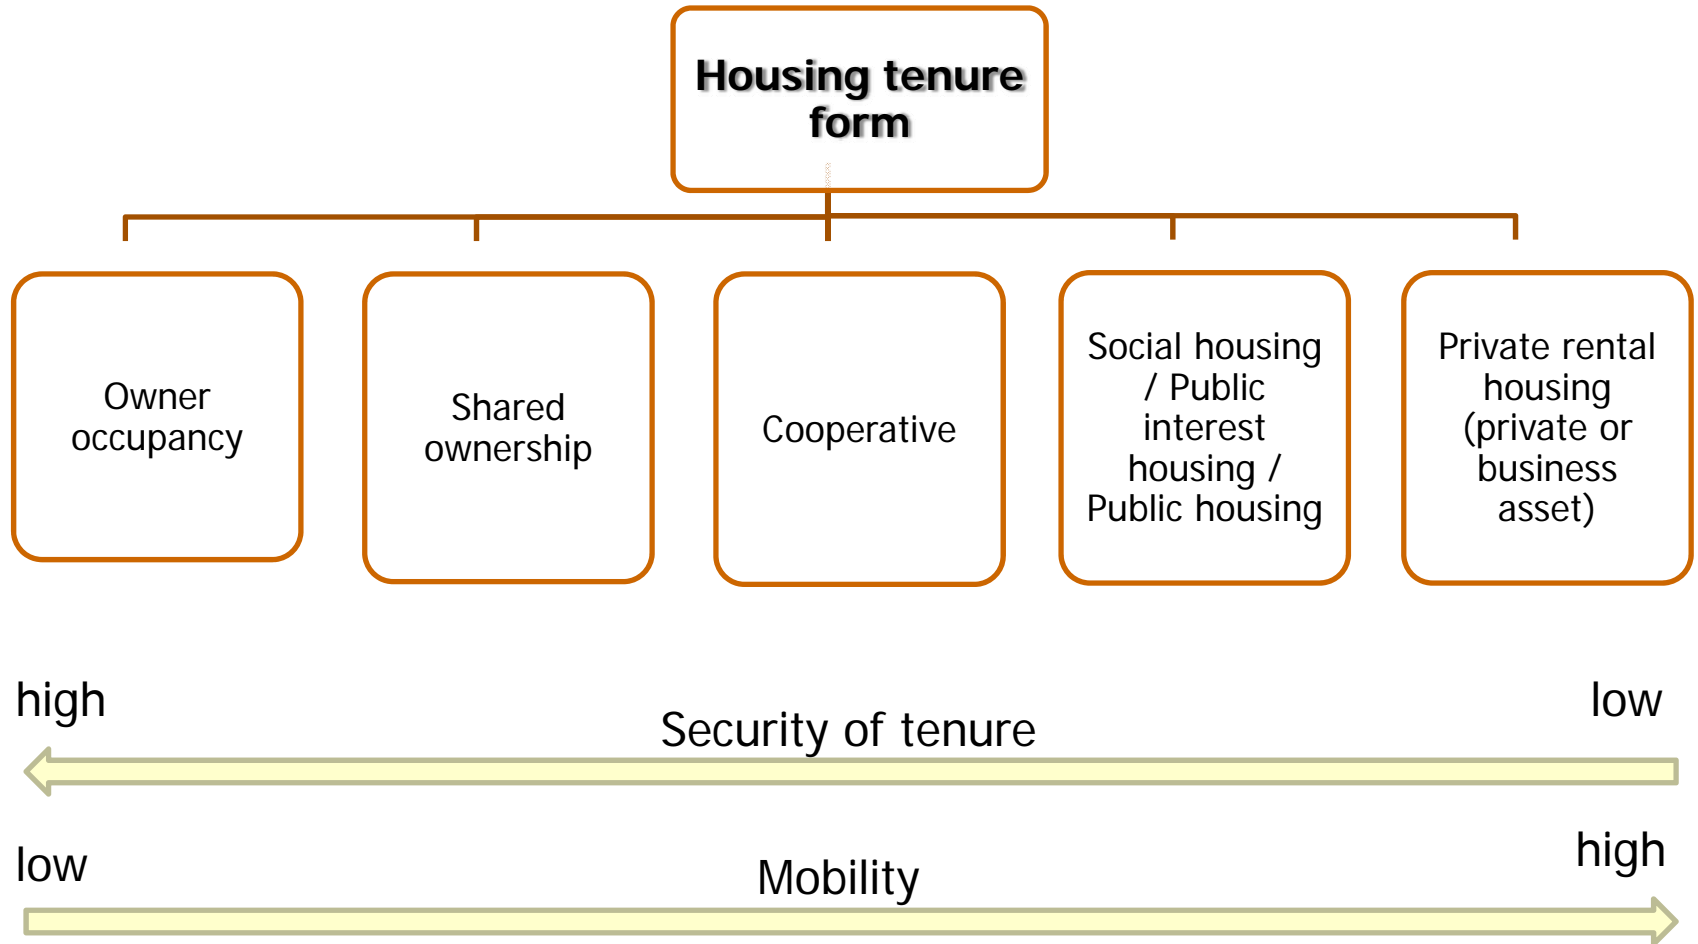 Housing tenure
form
Owner
occupancy
Shared
ownership
Cooperative
Social housing
/ Public
interest
housing /
Public housing
Private rental
housing
(private or
business
asset)
high
Security of tenure
low
low
Mobility
high